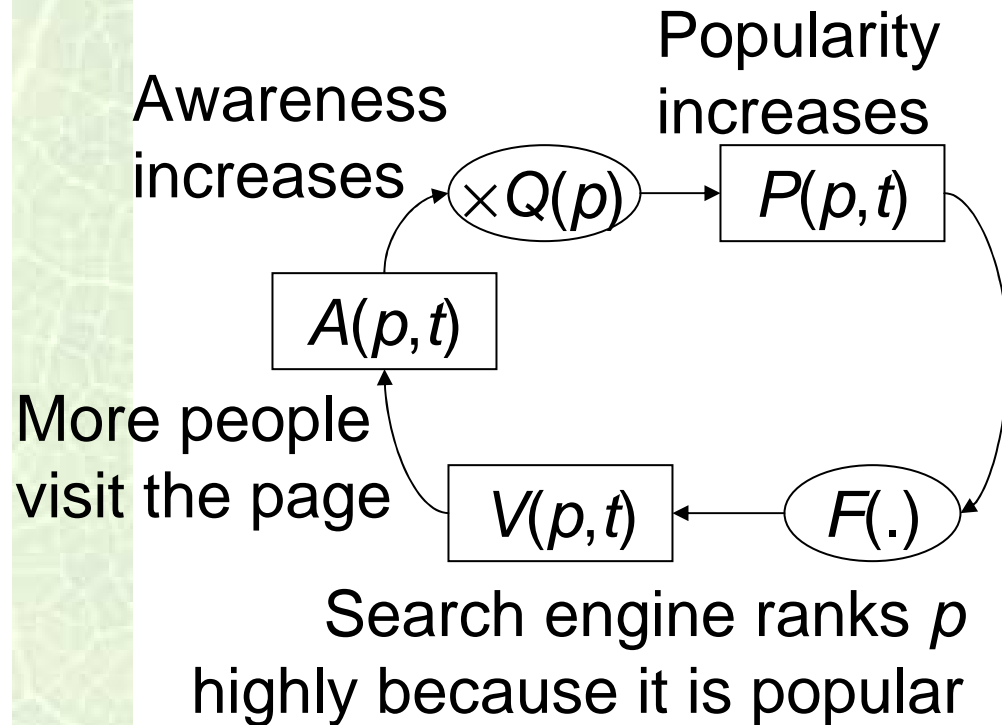 Popularity
increases
Awareness
increases
×Q(p)
P(p,t)
A(p,t)
More people
visit the page
V(p,t)
F(.)
Search engine ranks p
highly because it is popular